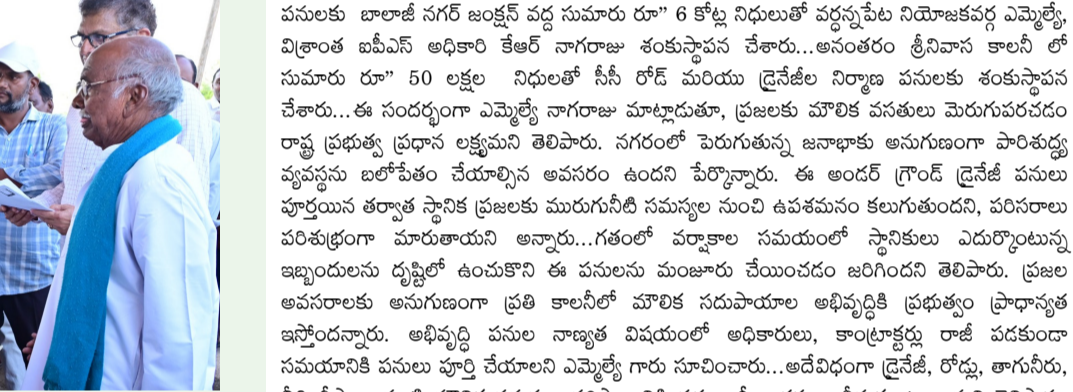 పనులకు బాలాజీ నగర్ జంక్షన్ వద్ద సుమారు రూ" 6 కోట్ల నిధులుతో వర్ధన్నపేట నియోజకవర్గ ఎమ్మెల్యే,
విశ్రాంత ఐపీఎస్ అధికారి కేఆర్ నాగరాజు శంకుస్థాపన చేశారు...అనంతరం శ్రీనివాస కాలనీ లో
సుమారు రూ" 50 లక్షల నిధులతో సీసీ రోడ్ మరియు డ్రైనేజీల నిర్మాణ పనులకు శంకుస్థాపన
చేశారు...ఈ సందర్భంగా ఎమ్మెల్యే నాగరాజు మాట్లాడుతూ, ప్రజలకు మౌలిక వసతులు మెరుగుపరచడం
రాష్ట్ర ప్రభుత్వ ప్రధాన లక్ష్యమని తెలిపారు. నగరంలో పెరుగుతున్న జనాభాకు అనుగుణంగా పారిశుద్ధ్య
వ్యవస్థను బలోపేతం చేయాల్సిన అవసరం ఉందని పేర్కొన్నారు. ఈ అండర్ గ్రౌండ్ డ్రైనేజీ పనులు
పూర్తయిన తర్వాత స్థానిక ప్రజలకు మురుగునీటి సమస్యల నుంచి ఉపశమనం కలుగుతుందని, పరిసరాలు
పరిశుభ్రంగా మారుతాయని అన్నారు...గతంలో వర్షాకాల సమయంలో స్థానికులు ఎదుర్కొంటున్న
ఇబ్బందులను దృష్టిలో ఉంచుకొని ఈ పనులను మంజూరు చేయించడం జరిగిందని తెలిపారు. ప్రజల
అవసరాలకు అనుగుణంగా ప్రతి కాలనీలో మౌలిక సదుపాయాల అభివృద్ధికి ప్రభుత్వం ప్రాధాన్యత
ఇస్తోందన్నారు. అభివృద్ధి పనుల నాణ్యత విషయంలో అధికారులు, కాంట్రాక్టర్లు రాజీ పడకుండా
సమయానికి పనులు పూర్తి చేయాలని ఎమ్మెల్యే గారు సూచించారు...అదేవిధంగా డ్రైనేజీ, రోడ్లు, తాగునీరు,